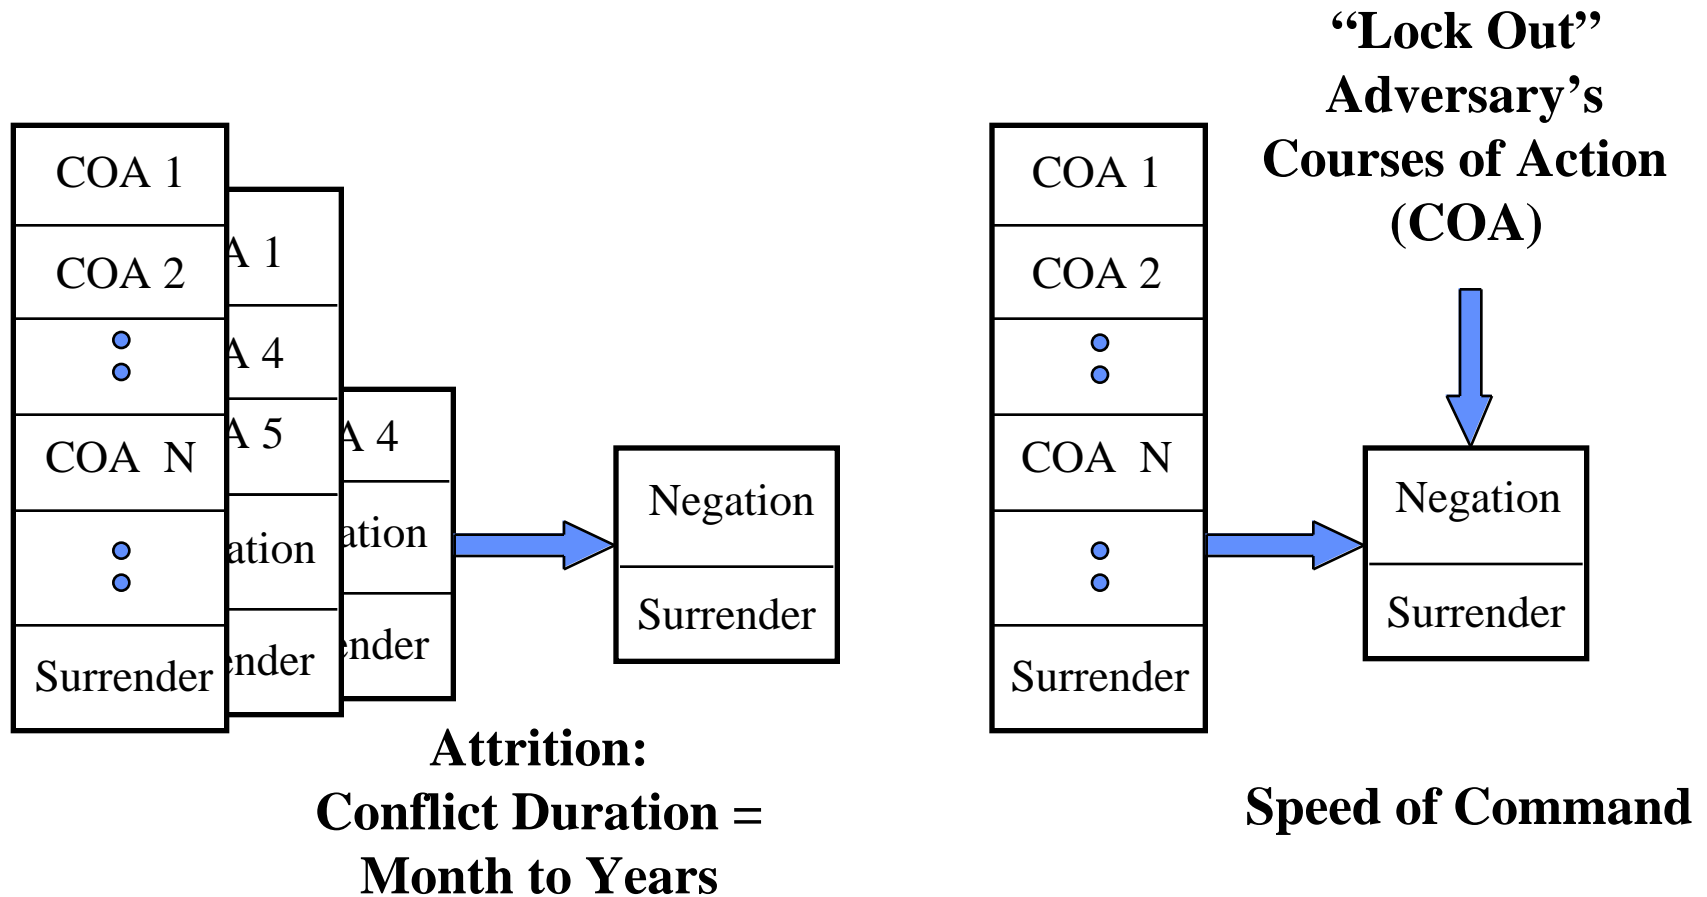 COA 1
COA 2
COA N
Surrender
A 1
A 4
A 5
ation
ender
A 4
ation
ender
Negation
Surrender
Attrition:
Conflict Duration =
Month to Years
COA 1
COA 2
COA N
Surrender
“Lock Out”
Adversary’s
Courses of Action
(COA)
Negation
Surrender
Speed of Command